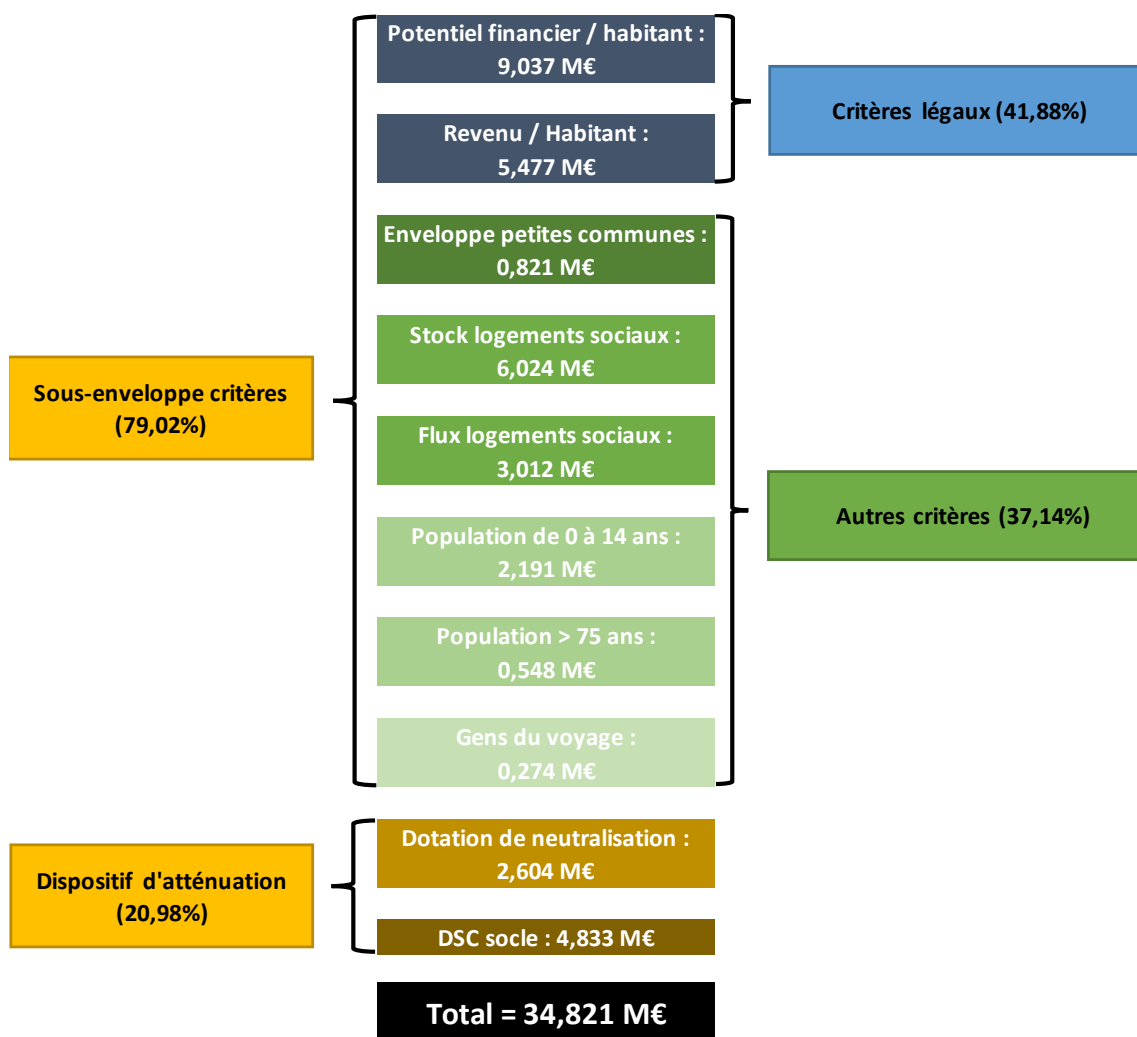 Potentiel financier / habitant :
9,037 M€
Critères légaux (41,88%)
Revenu / Habitant :
5,477 M€
Enveloppe petites communes :
0,821 M€
Stock logements sociaux :
6,024 M€
Sous-enveloppe critères
(79,02%)
Flux logements sociaux :
3,012 M€
Autres critères (37,14%)
Population de 0 à 14 ans :
2,191 M€
Population > 75 ans :
0,548 M€
Gens du voyage :
0,274 M€
Dotation de neutralisation :
2,604 M€
Dispositif d'atténuation
(20,98%)
DSC socle : 4,833 M€
Total = 34,821 M€